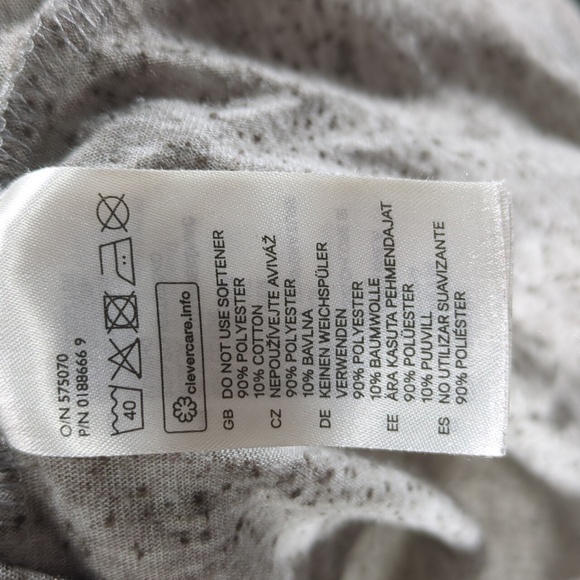 O/N 575070
P/N 0188666 9
40
clevercare.info
GB DO NOT USE SOFTENER
90% POLYESTER
10% COTTON
CZ NEPOUŽÍVEJTE AVIVÁŽ
90% POLYESTER
10% BAVLNA
DE KEINEN WEICHSPÜLER
VERWENDEN
90% POLYESTER
10% BAUMWOLLE
EE ÄRA KASUTA PEHMENDAJAT
90% POLÜESTER
10% PUUVILL
ES NO UTILIZAR SUAVIZANTE
90% POLIÉSTER